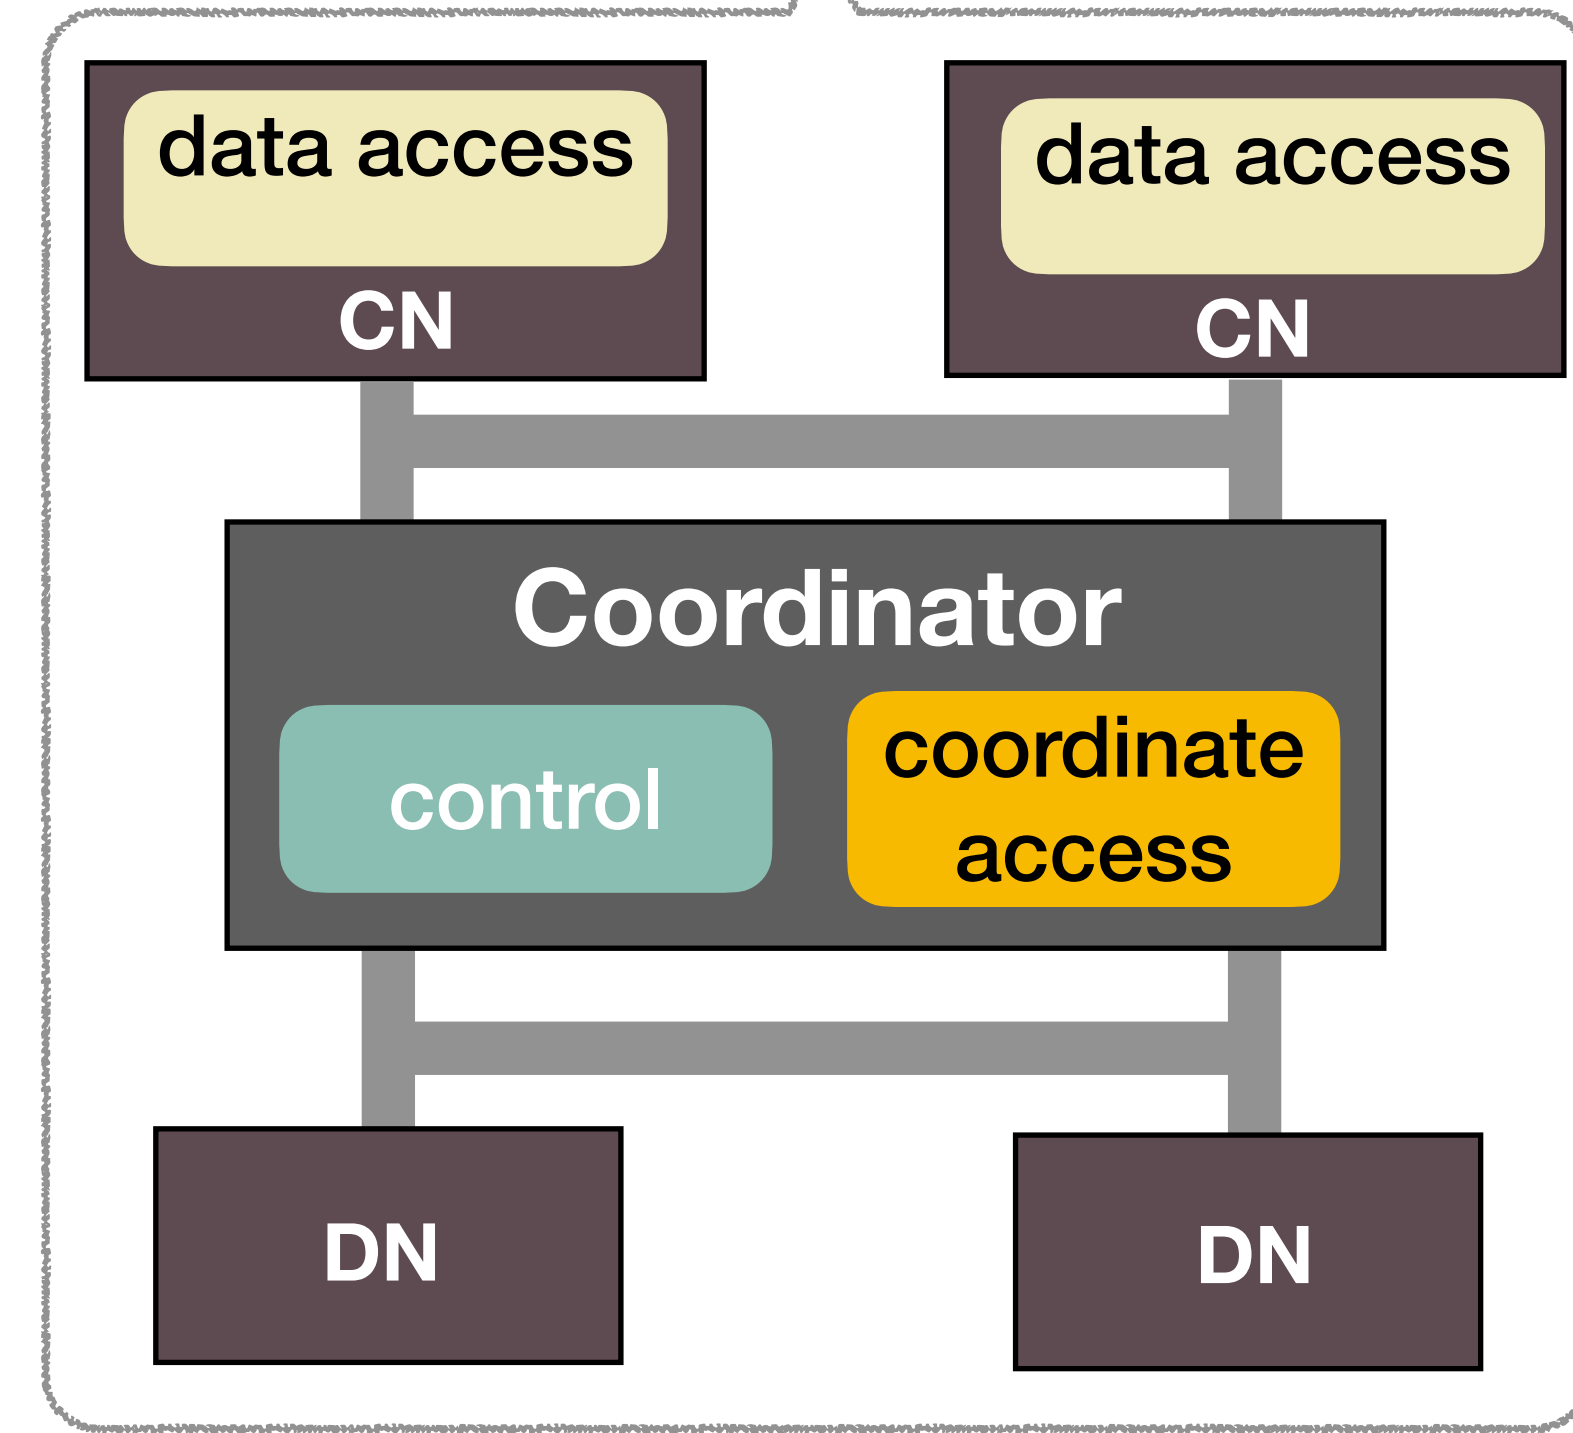 data access
data access
CN
CN
Coordinator
control
coordinate
access
DN
DN